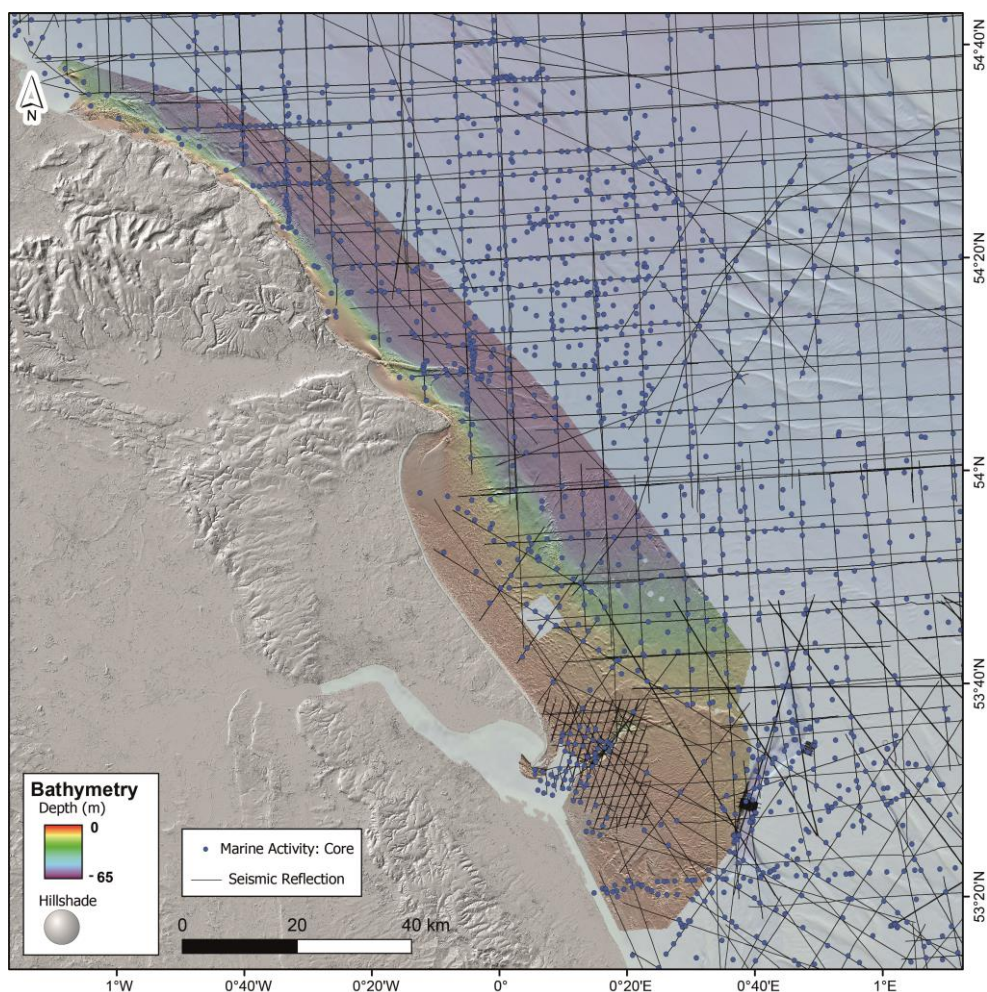 54°40'N
N
54°20'N
54°N
53°40'N
53°20'N
Bathymetry
Depth (m)
0
- 65
Hillshade
Marine Activity: Core
Seismic Reflection
0 20 40 km
1°W 0°40'W 0°20'W 0° 0°20'E 0°40'E 1°E